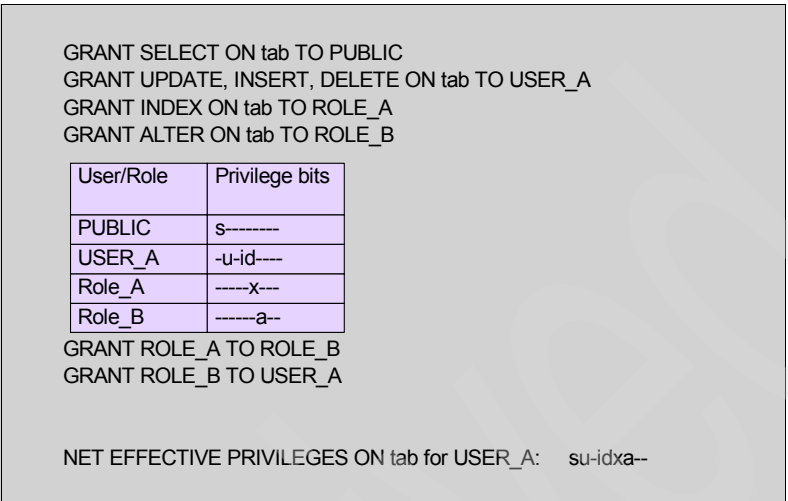 GRANT SELECT ON tab TO PUBLIC
GRANT UPDATE, INSERT, DELETE ON tab TO USER_A
GRANT INDEX ON tab TO ROLE_A
GRANT ALTER ON tab TO ROLE_B
User/Role Privilege bits
PUBLIC s--------
USER_A -u-id----
Role_A -----x---
Role_B ------a--
GRANT ROLE_A TO ROLE_B
GRANT ROLE_B TO USER_A
NET EFFECTIVE PRIVILEGES ON tab for USER_A: su-idxa--